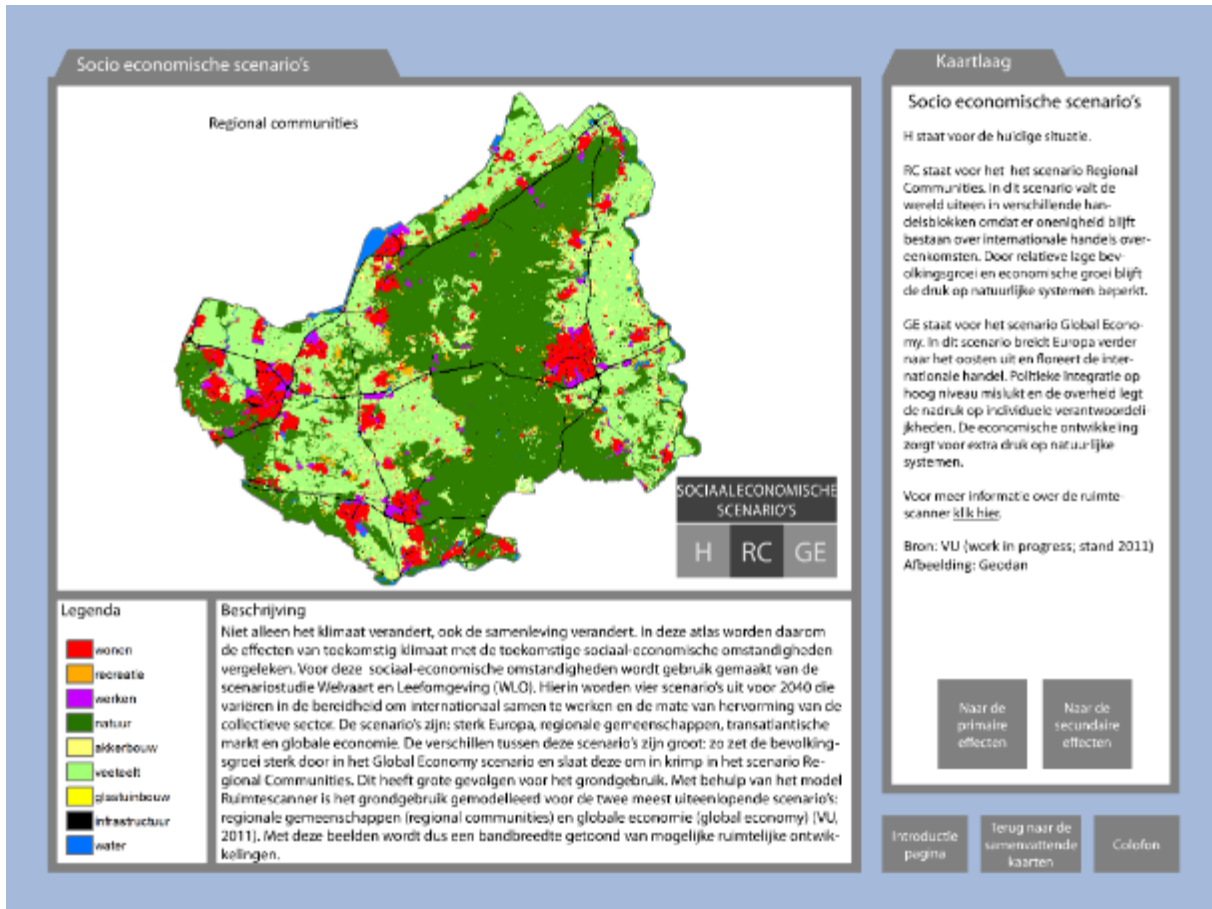 Socio economische scenario's
Regional communities
SOCIAALECONOMISCHE
SCENARIO'S
H RC GE
Legenda
wonen
recreatie
werken
natuur
akkerbouw
veeteelt
glastuinbouw
infrastructuur
water
Beschrijving
Niet alleen het klimaat verandert, ook de samenleving verandert. In deze atlas worden daarom
de effecten van toekomstig klimaat met de toekomstige sociaal-economische omstandigheden
vergeleken. Voor deze sociaal-economische omstandigheden wordt gebruik gemaakt van de
scenariostudie Welvaart en Leefomgeving (WLO). Hierin worden vier scenario's uit voor 2040 die
variëren in de bereidheid om internationaal samen te werken en de mate van hervorming van de
collectieve sector. De scenario's zijn: sterk Europa, regionale gemeenschappen, transatlantische
markt en globale economie. De verschillen tussen deze scenario's zijn groot: zo zet de bevolking-
sgroei sterk door in het Global Economy scenario en slaat deze om in krimp in het scenario Re-
gional Communities. Dit heeft grote gevolgen voor het grondgebruik. Met behulp van het model
Ruimtescanner is het grondgebruik gemodelleerd voor de twee meest uiteenlopende scenario's:
regionale gemeenschappen (regional communities) en globale economie (global economy) (VU,
2011). Met deze beelden wordt dus een bandbreedte getoond van mogelijke ruimtelijke ontwik-
kelingen.
Kaartlaag
Socio economische scenario's
H staat voor de huidige situatie.
RC staat voor het het scenario Regional
Communities. In dit scenario valt de
wereld uiteen in verschillende han-
delsblokken omdat er onenigheid blijft
bestaan over internationale handels over-
eenkomsten. Door relatieve lage bev-
olkingsgroei en economische groei blijft
de druk op natuurlijke systemen beperkt.
GE staat voor het scenario Global Econo-
my. In dit scenario breidt Europa verder
naar het oosten uit en floreert de inter-
nationale handel. Politieke integratie op
hoog niveau mislukt en de overheid legt
de nadruk op individuele verantwoordeli-
jkheden. De economische ontwikkeling
zorgt voor extra druk op natuurlijke
systemen.
Voor meer informatie over de ruimte-
scanner klik hier.
Bron: VU (work in progress; stand 2011)
Afbeelding: Geodan
Naar de
primaire
effecten
Naar de
secundaire
effecten
Introductie
pagina
Terug naar de
samenvattende
kaarten
Colofon